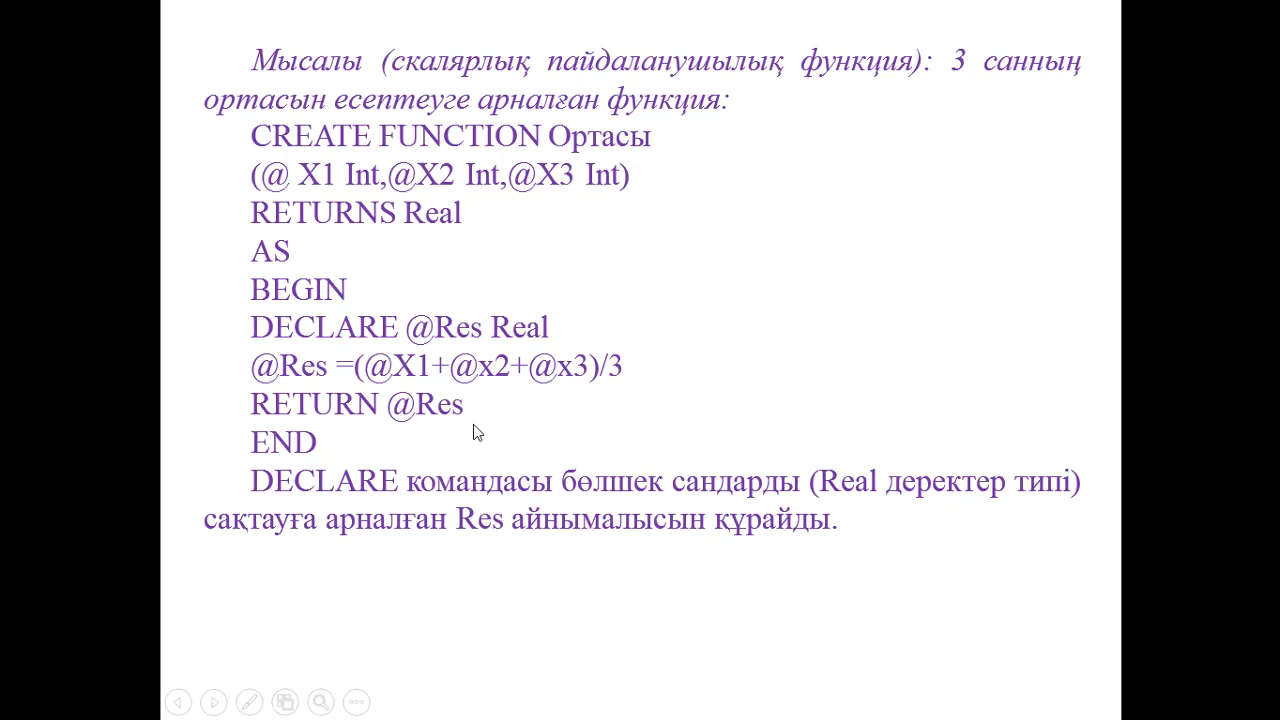 Мысалы (скалярлық пайдаланушылық функция): 3 санның
ортасын есептеуге арналған функция:
CREATE FUNCTION Ортасы
(@ X1 Int,@X2 Int,@X3 Int)
RETURNS Real
AS
BEGIN
DECLARE @Res Real
@Res =(@X1+@x2+@x3)/3
RETURN @Res
END
DECLARE командасы бөлшек сандарды (Real деректер типі)
сақтауға арналған Res айнымалысын құрайды.